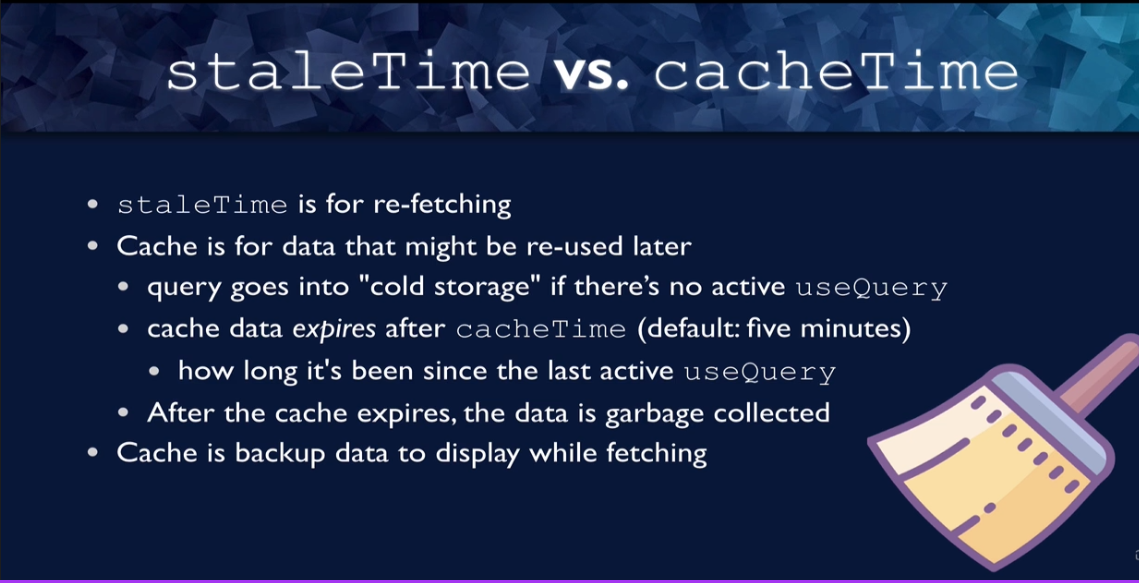 staleTime vs. cacheTime
• staleTime is for re-fetching
• Cache is for data that might be re-used later
• query goes into "cold storage" if there’s no active useQuery
• cache data expires after cacheTime (default: five minutes)
• how long it's been since the last active useQuery
• After the cache expires, the data is garbage collected
• Cache is backup data to display while fetching